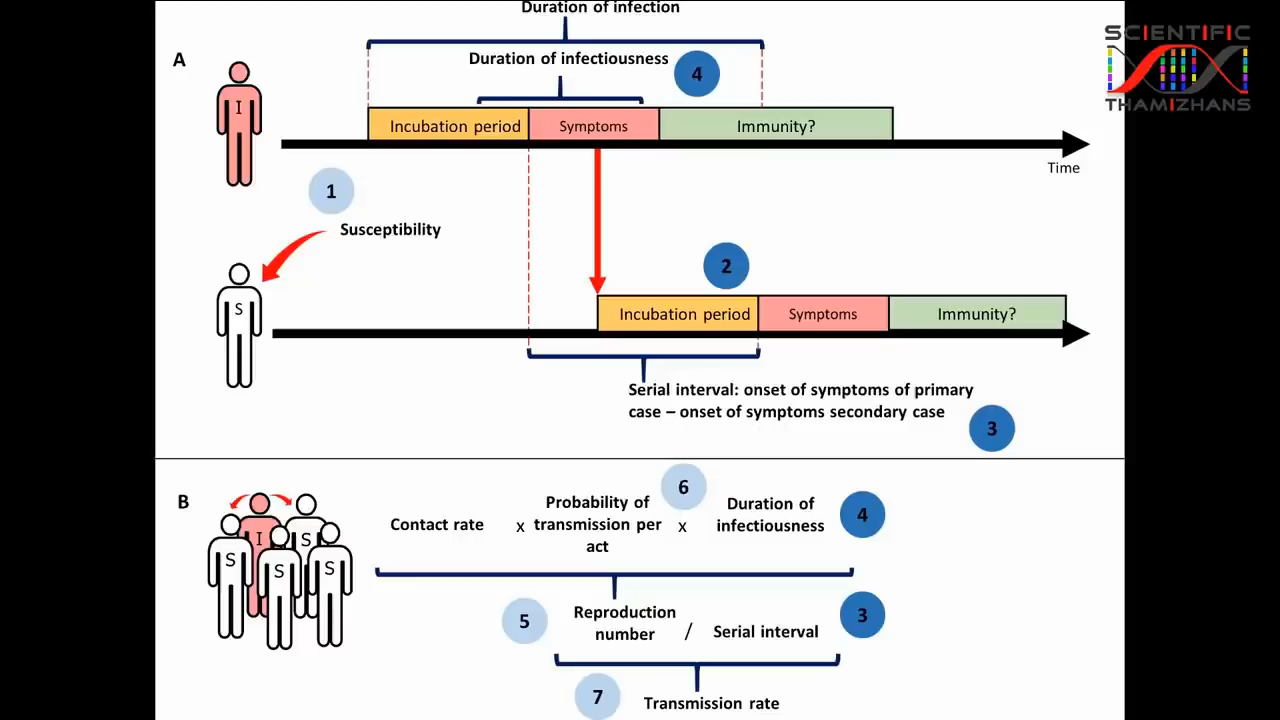 Duration of infection
SCIENTIFIC
THAMIZHANS
A
Duration of infectiousness
4
I
Incubation period
Symptoms
Immunity?
Time
1
Susceptibility
S
2
Incubation period
Symptoms
Immunity?
Serial interval: onset of symptoms of primary
case – onset of symptoms secondary case
3
B
6
Contact rate
x
Probability of
transmission per
act
x
Duration of
infectiousness
4
I
S
S
S
S
5
Reproduction
number
/
Serial interval
3
7
Transmission rate